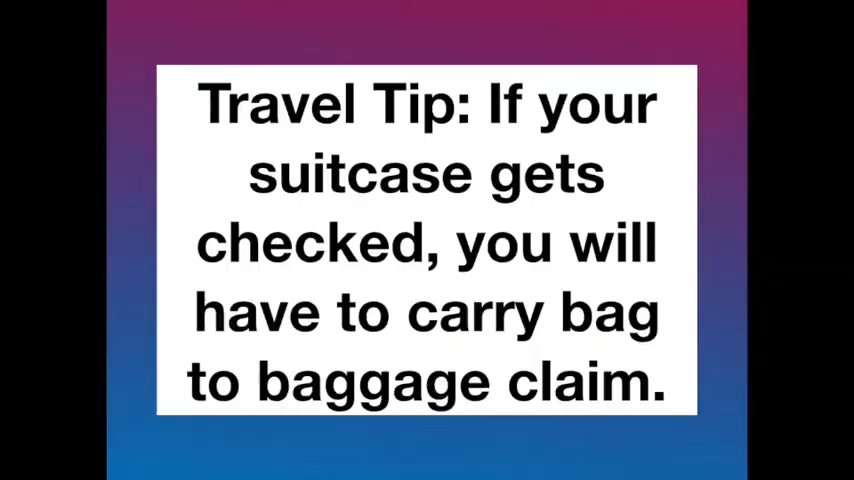 Travel Tip: If your
suitcase gets
checked, you will
have to carry bag
to baggage claim.